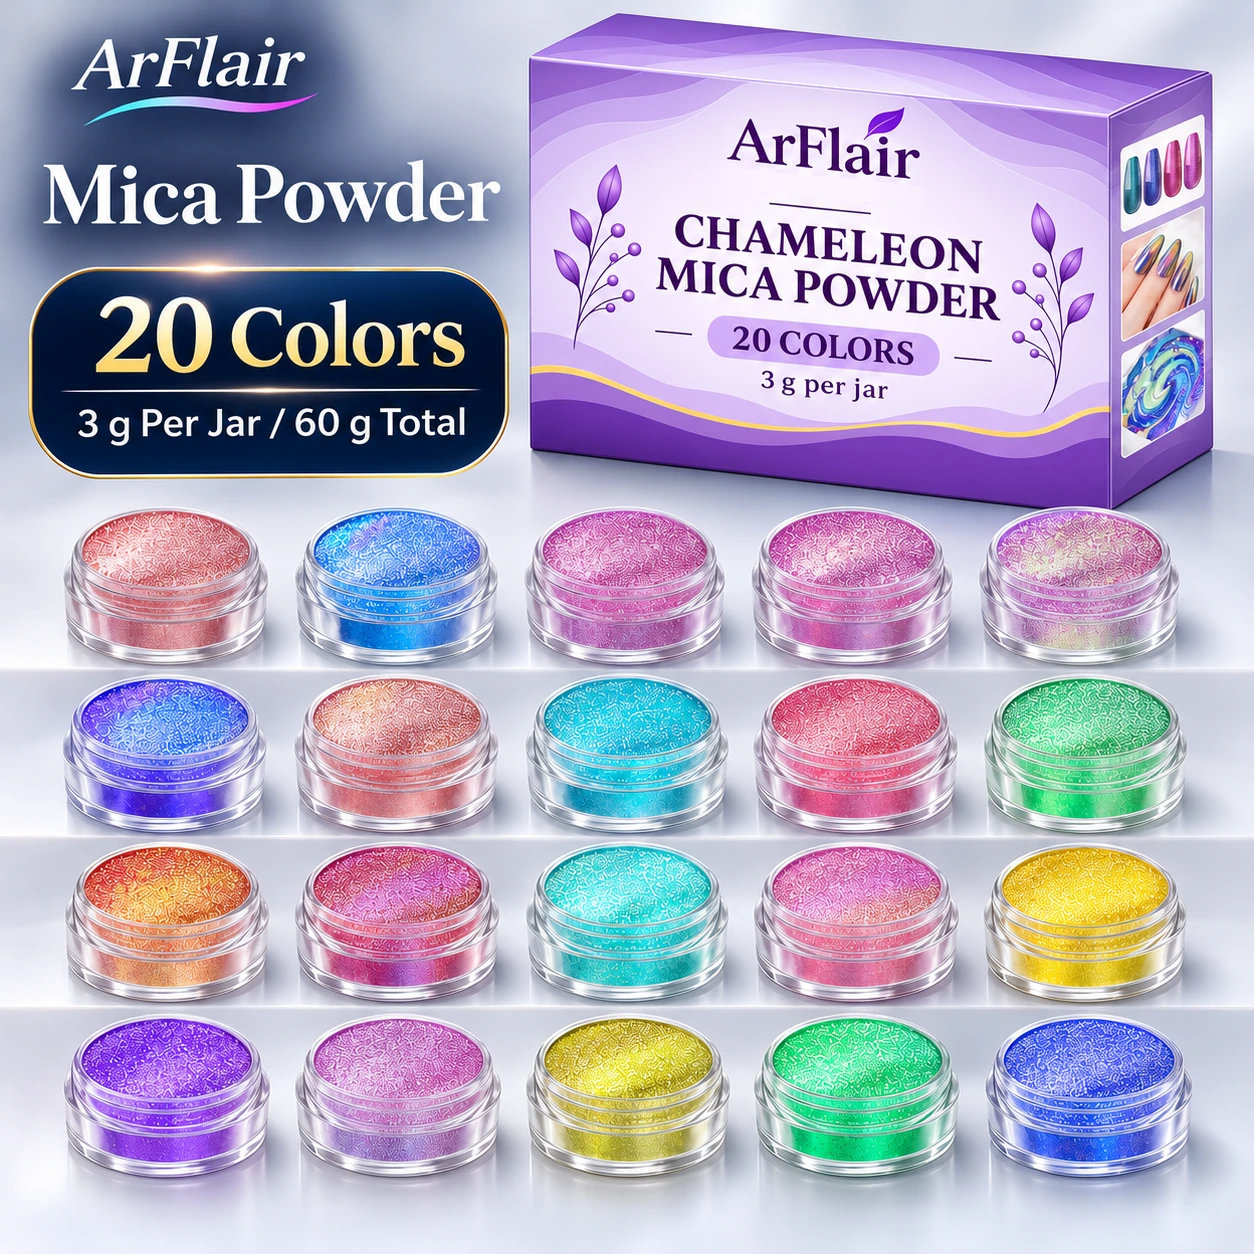 ArFlair
Mica Powder
20 Colors
3 g Per Jar / 60 g Total
ArFlair
CHAMELEON
MICA POWDER
20 COLORS
3 g per jar